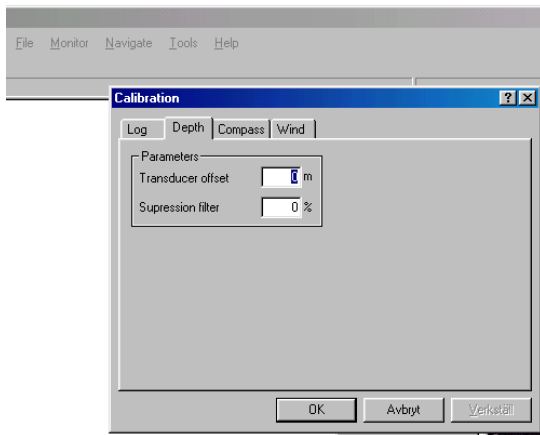 File Monitor Navigate Tools Help
Calibration
Log Depth Compass Wind
Parameters
Transducer offset 0 m
Supression filter 0 %
OK Avbryt Verkställ